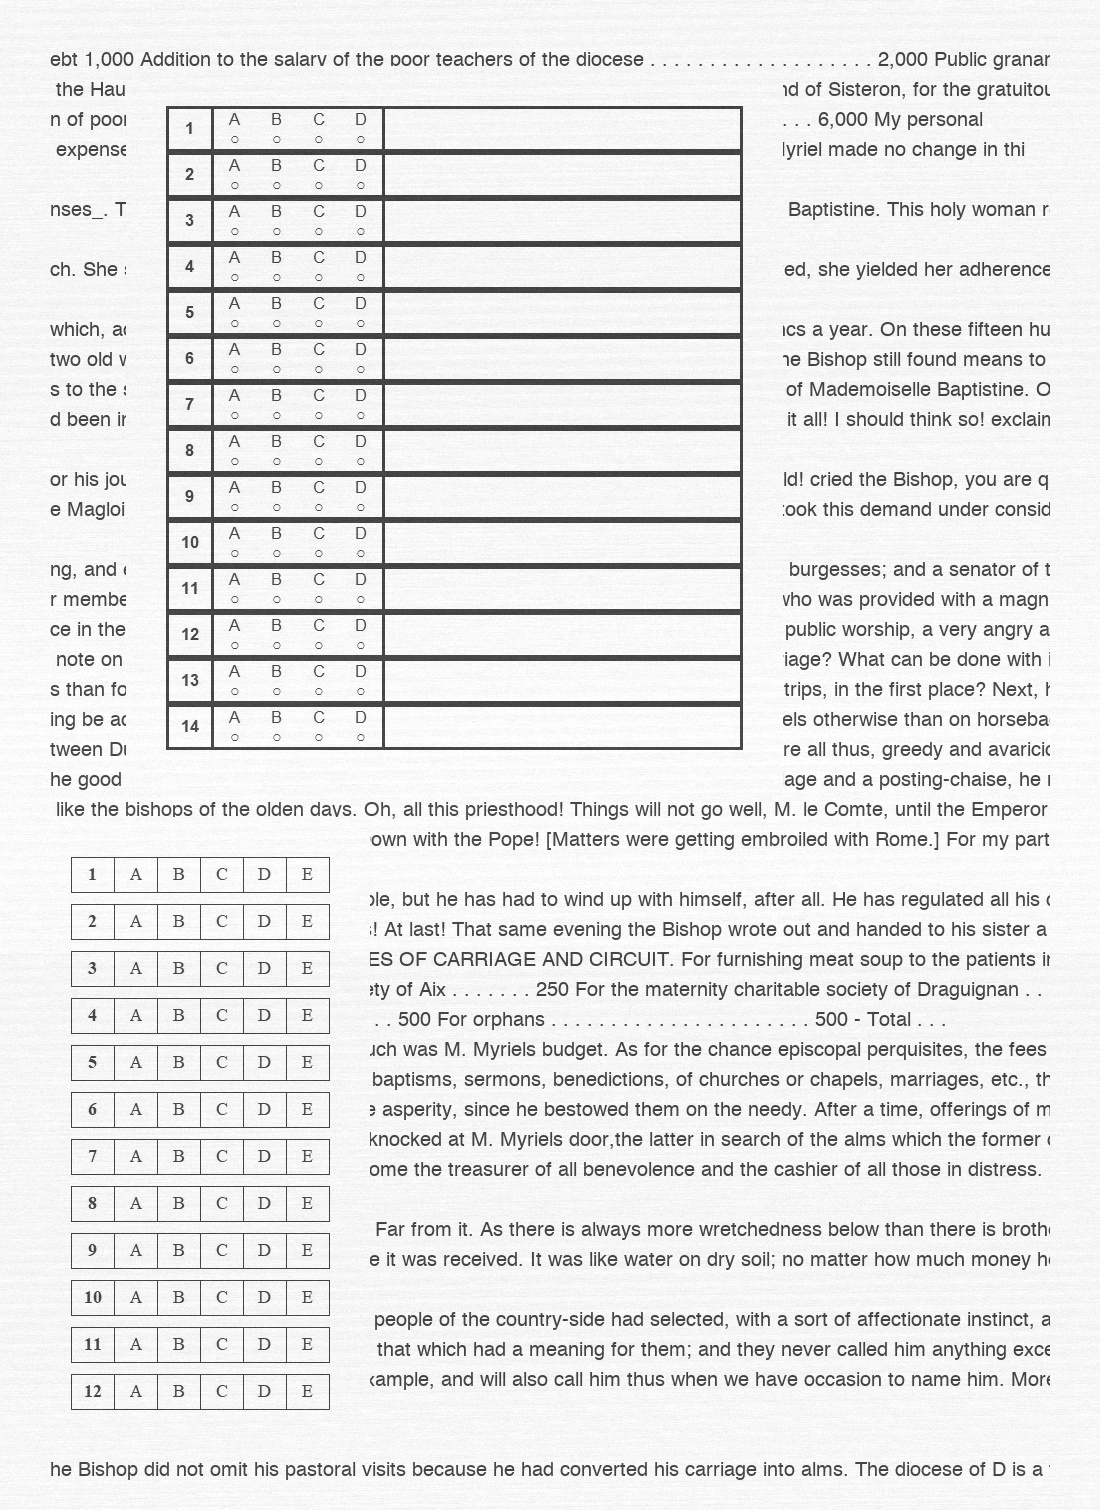 ebt 1,000 Addition to the salary of the poor teachers of the diocese . . . . . . . . . . . . . . . . . . . 2,000 Public granar
the Hau nd of Sisteron, for the gratuitou
n of poor . . . 6,000 My personal
expense Myriel made no change in thi
1 A B C D
2 A B C D
nses_. T Baptistine. This holy woman r
3 A B C D
ch. She ed, she yielded her adherence
4 A B C D
5 A B C D
which, a ncs a year. On these fifteen hu
two old w he Bishop still found means to
6 A B C D
s to the s of Mademoiselle Baptistine. O
7 A B C D
d been in it all! I should think so! exclaim
8 A B C D
or his jou ld! cried the Bishop, you are q
9 A B C D
e Magloi took this demand under consid
10 A B C D
ng, and burgesses; and a senator of t
11 A B C D
r membe who was provided with a magn
ce in the public worship, a very angry a
12 A B C D
note on iage? What can be done with
13 A B C D
s than fo trips, in the first place? Next, h
ing be ad els otherwise than on horseba
14 A B C D
tween Du re all thus, greedy and avaricio
he good age and a posting-chaise, he
like the bishops of the olden days. Oh, all this priesthood! Things will not go well, M. le Comte, until the Emperor
own with the Pope! [Matters were getting embroiled with Rome.] For my part
1 A B C D E
ple, but he has had to wind up with himself, after all. He has regulated all his
2 A B C D E
s! At last! That same evening the Bishop wrote out and handed to his sister a
3 A B C D E
ES OF CARRIAGE AND CIRCUIT. For furnishing meat soup to the patients in
ety of Aix . . . . . . . 250 For the maternity charitable society of Draguignan . .
4 A B C D E
. . 500 For orphans . . . . . . . . . . . . . . . . . . . . . . 500 - Total . . .
uch was M. Myriels budget. As for the chance episcopal perquisites, the fees
5 A B C D E
baptisms, sermons, benedictions, of churches or chapels, marriages, etc., th
6 A B C D E
e asperity, since he bestowed them on the needy. After a time, offerings of m
knocked at M. Myriels door,the latter in search of the alms which the former
7 A B C D E
ome the treasurer of all benevolence and the cashier of all those in distress.
8 A B C D E
Far from it. As there is always more wretchedness below than there is brothe
9 A B C D E
e it was received. It was like water on dry soil; no matter how much money he
10 A B C D E
people of the country-side had selected, with a sort of affectionate instinct, a
11 A B C D E
that which had a meaning for them; and they never called him anything exce
12 A B C D E
xample, and will also call him thus when we have occasion to name him. More
he Bishop did not omit his pastoral visits because he had converted his carriage into alms. The diocese of D is a